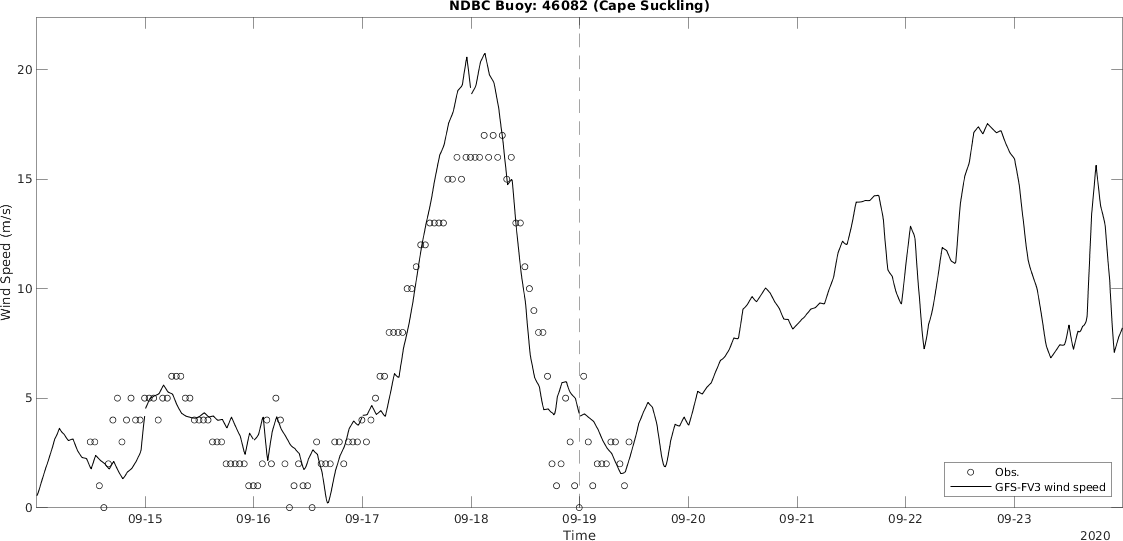 NDBC Buoy: 46082 (Cape Suckling)
Wind Speed (m/s)
20
15
10
5
0
Obs.
GFS-FV3 wind speed
09-15 09-16 09-17 09-18 09-19 09-20 09-21 09-22 09-23
Time
2020